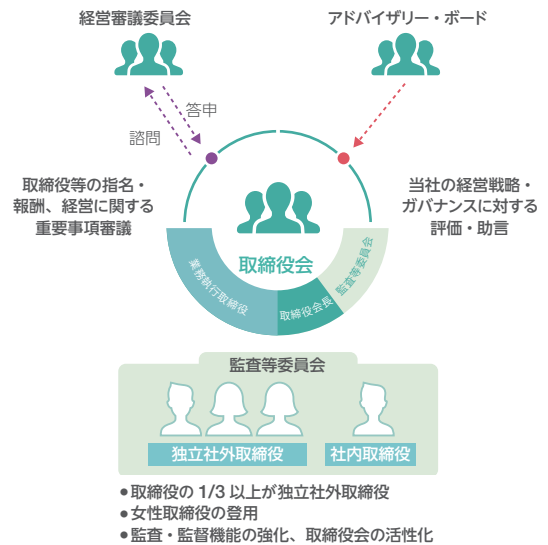 経営審議委員会
アドバイザリー・ボード
答申
諮問
取締役等の指名・
報酬、経営に関する
重要事項審議
当社の経営戦略・
ガバナンスに対する
評価・助言
取締役会
業務執行取締役
取締役会長
監査等委員会
監査等委員会
独立社外取締役
社内取締役
●取締役の 1/3 以上が独立社外取締役
●女性取締役の登用
●監査・監督機能の強化、取締役会の活性化